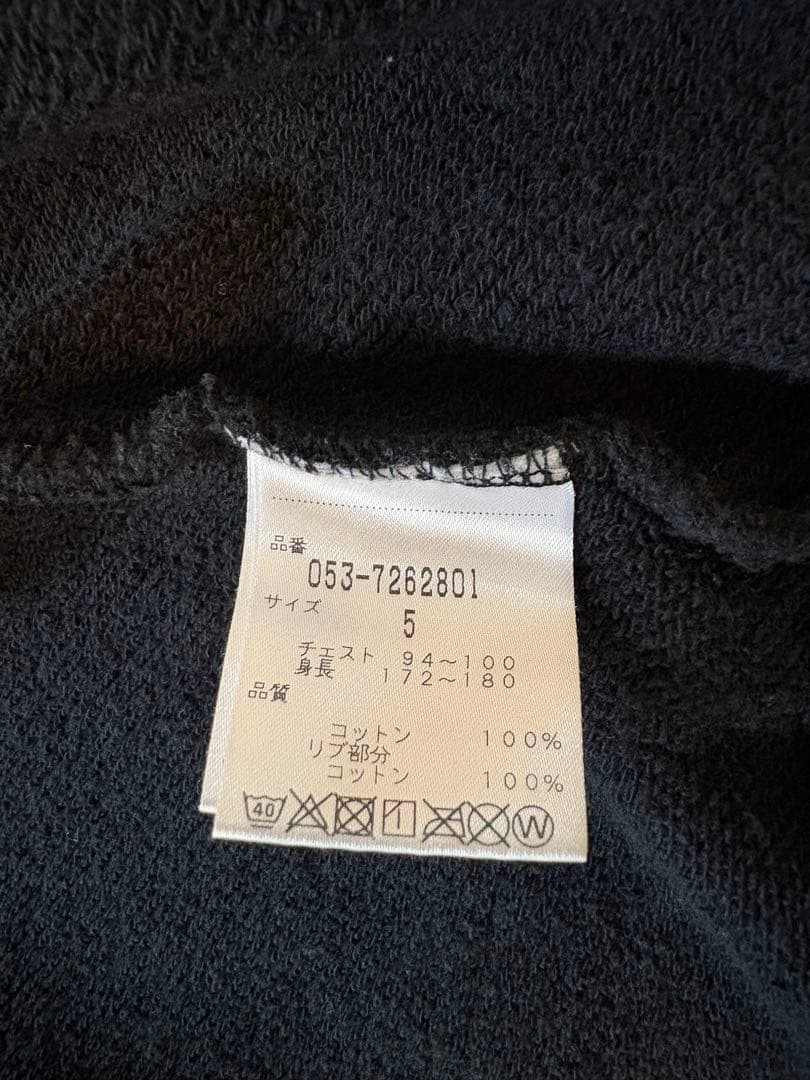 品番
053-7262801
サイズ
5
チェスト 94～100
身長 172～180
品質
コットン 100%
リブ部分
コットン 100%
40 W